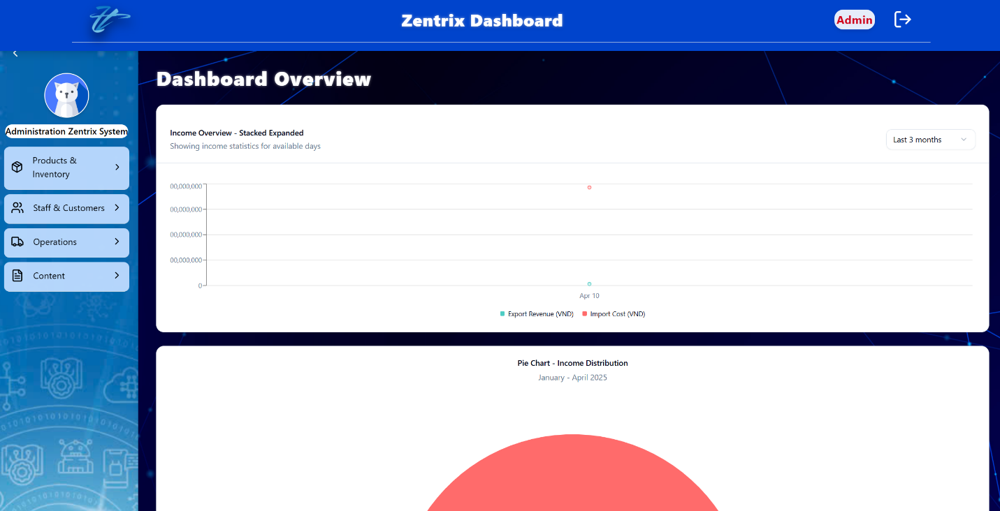 Zentrix Dashboard
Admin
Administration Zentrix System
Products &
Inventory
Staff & Customers
Operations
Content
Dashboard Overview
Income Overview - Stacked Expanded
Showing income statistics for available days
Last 3 months
00,000,000
00,000,000
00,000,000
00,000,000
0
Apr 10
Export Revenue (VND) Import Cost (VND)
Pie Chart - Income Distribution
January - April 2025